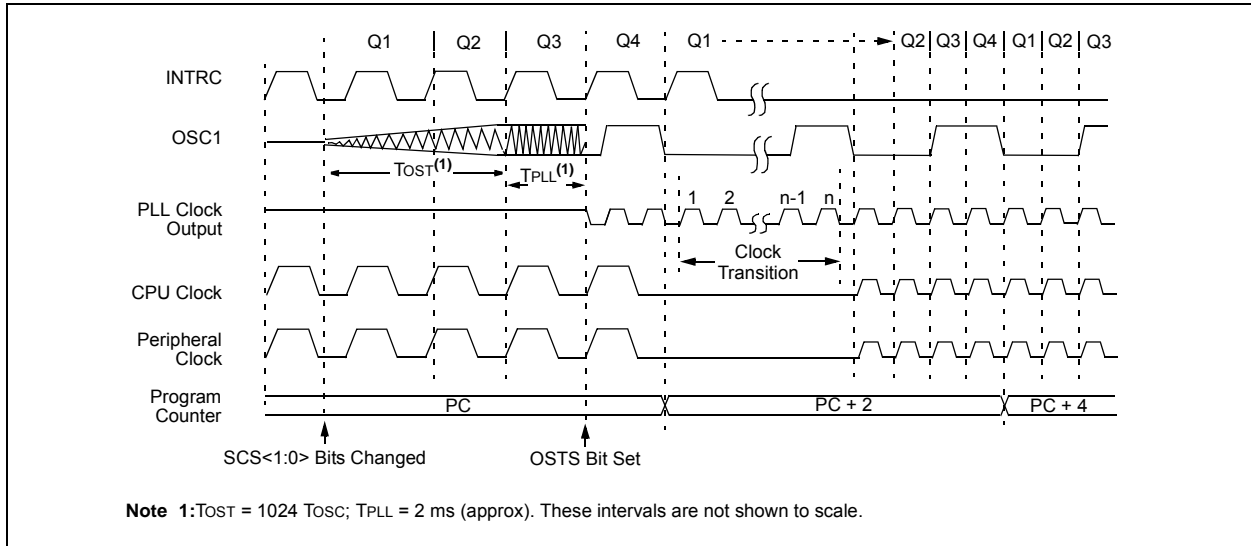 Q1 Q2 Q3 Q4 Q1 Q2 Q3 Q4 Q1 Q2 Q3
INTRC
OSC1
TOST(1)
TPLL(1)
PLL Clock
Output
1 2 n-1 n
Clock
Transition
CPU Clock
Peripheral
Clock
Program
Counter
PC PC + 2 PC + 4
SCS<1:0> Bits Changed
OSTS Bit Set
Note 1:TOST = 1024 TOSC; TPLL = 2 ms (approx). These intervals are not shown to scale.